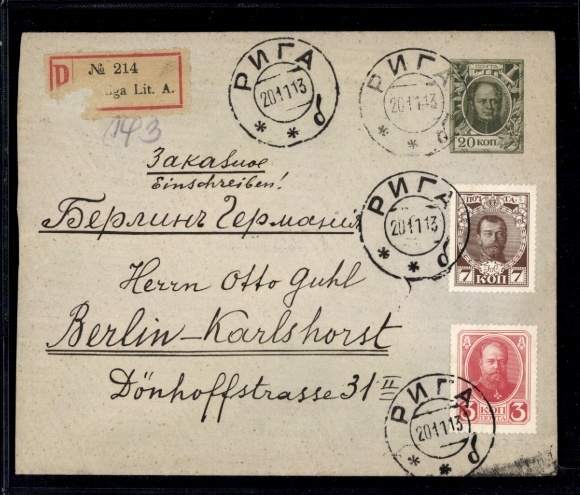 D № 214
Lit. A.
РИГА
20 11 13
б
РИГА
20 11 13
б
ПОЧТА
20 КОП
143
Заказное
Einschreiben!
Берлинъ Германия
РИГА
20 11 13
б
ПОЧТА
7 КОП 7
Herrn Otto Guhl
Berlin-Karlshorst
Dönhoffstrasse 31 II
3 КОП 3
РИГА
20 11 13
б